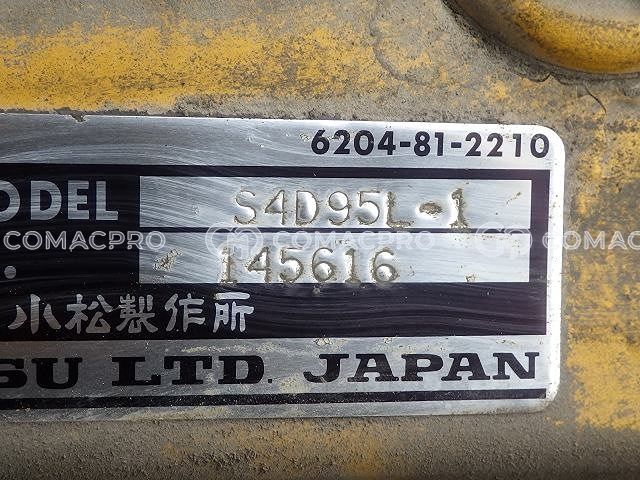 6204-81-2210
ODEL S4D95L-1
145616
小松製作所
SU LTD. JAPAN
COMACPRO COMACPRO COMACPRO